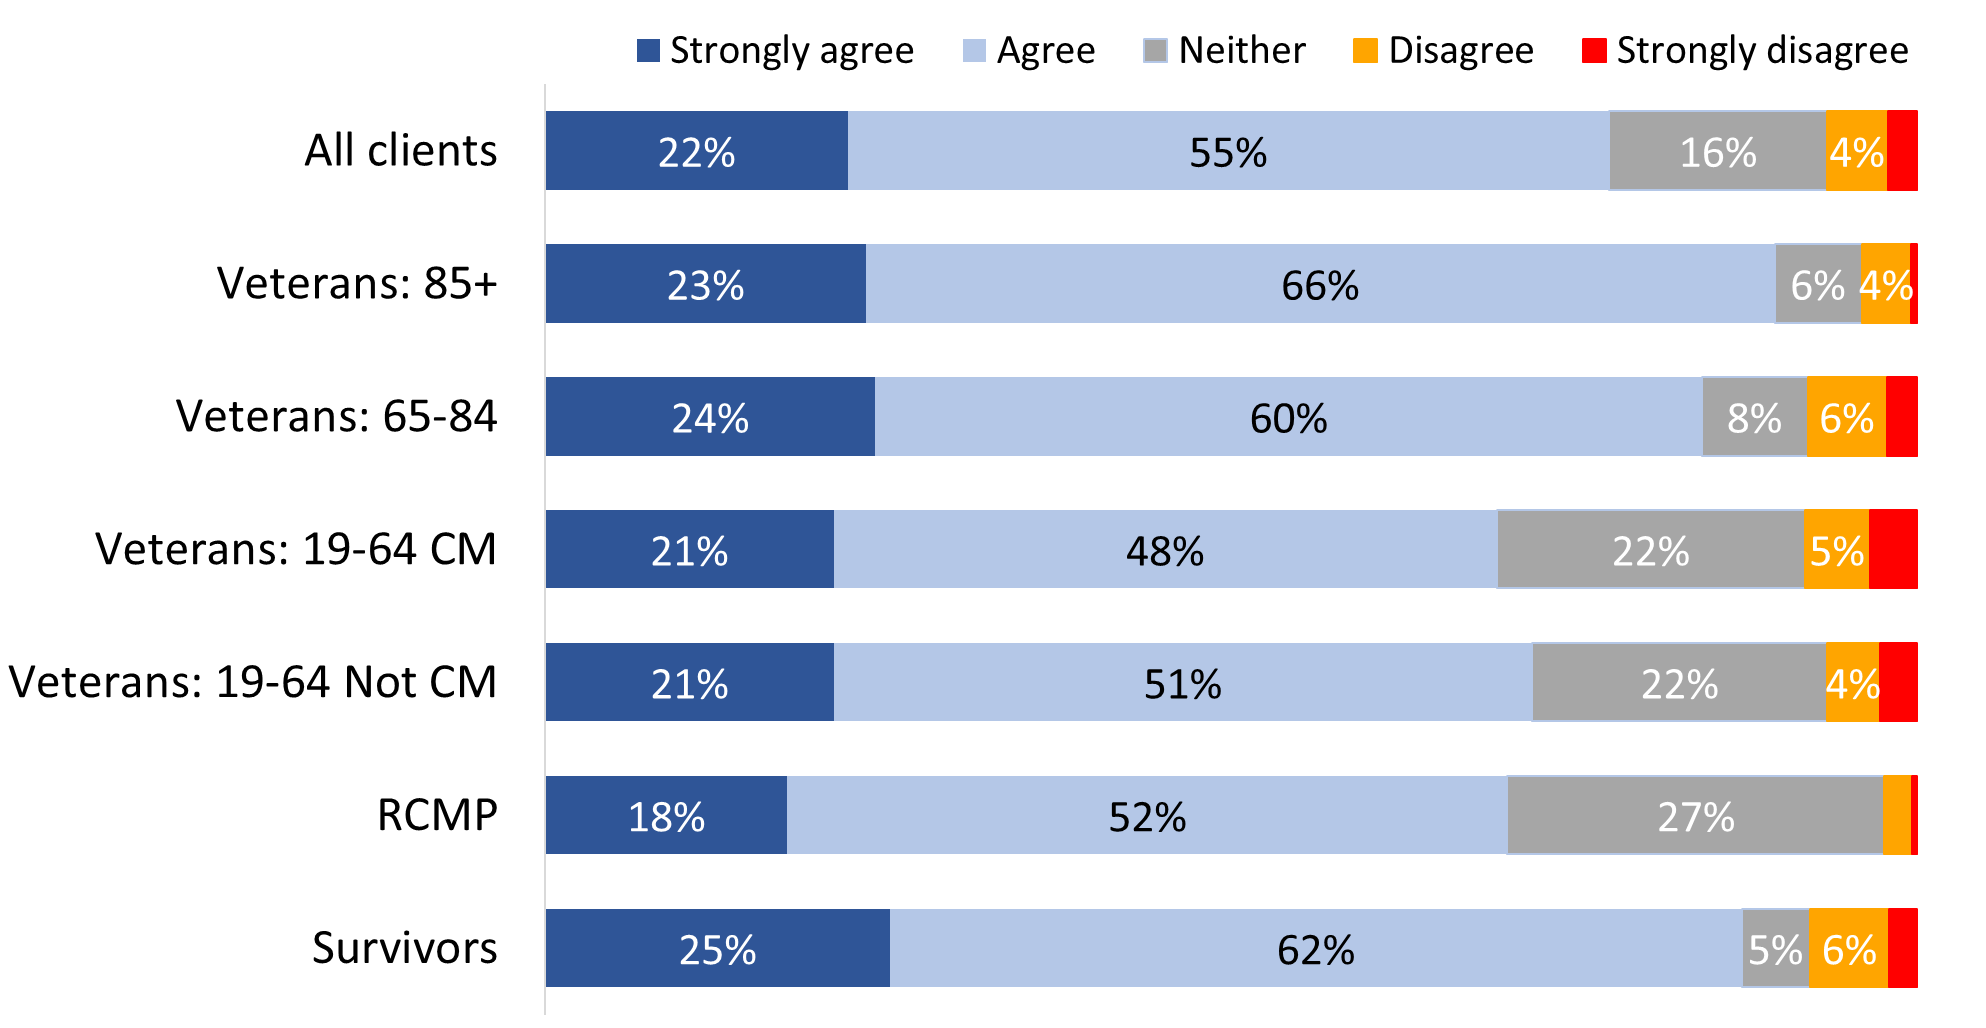 Strongly agree Agree Neither Disagree Strongly disagree
All clients 22% 55% 16% 4%
Veterans: 85+ 23% 66% 6% 4%
Veterans: 65-84 24% 60% 8% 6%
Veterans: 19-64 CM 21% 48% 22% 5%
Veterans: 19-64 Not CM 21% 51% 22% 4%
RCMP 18% 52% 27%
Survivors 25% 62% 5% 6%